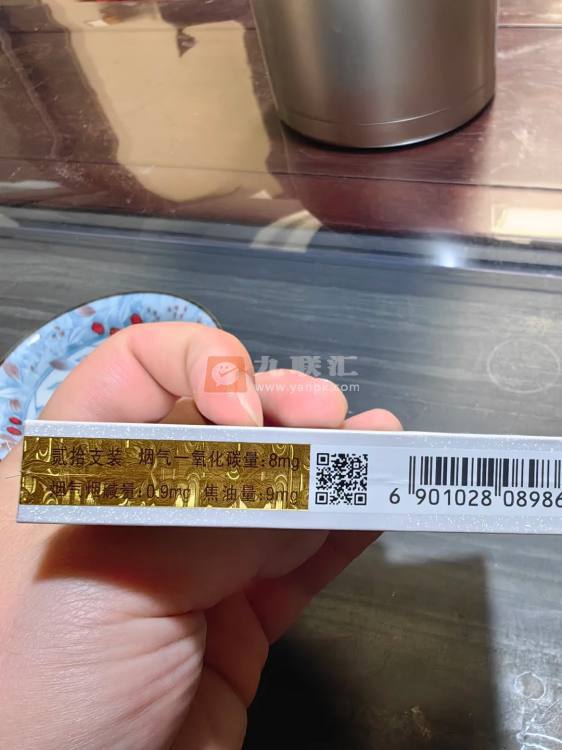 九联汇
www.yanpk.com
贰拾支装 烟气一氧化碳量:8mg
烟气烟碱量:0.9mg 焦油量:9mg
6 901028 08986